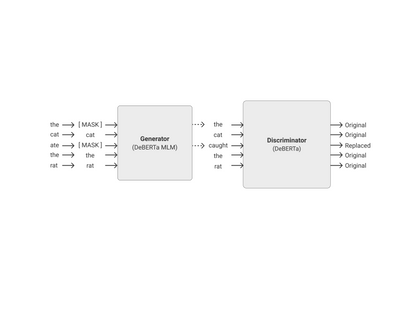 the [ MASK ] the Original
cat cat cat Original
ate [ MASK ] caught Replaced
the the the Original
rat rat rat Original
Generator
(DeBERTa MLM)
Discriminator
(DeBERTa)